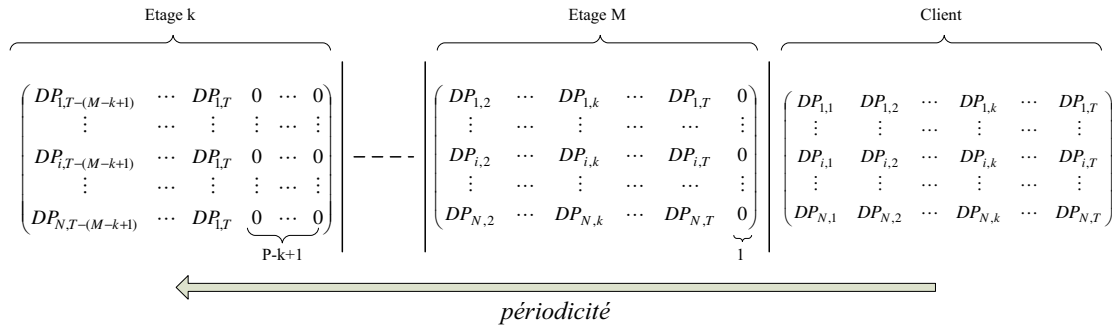 Etage k Etage M Client
DP1,T−(M−k+1) ⋯ DP1,T 0 ⋯ 0 DP1,2 ⋯ DP1,k ⋯ DP1,T 0 DP1,1 DP1,2 ⋯ DP1,k ⋯ DP1,T
⋮ ⋯ ⋮ ⋮ ⋯ ⋮ ⋮ ⋯ ⋮ ⋯ ... ⋮ ⋮ ⋮ ⋯ ⋮ ⋯ ⋮
DPi,T−(M−k+1) ⋯ DP1,T 0 ⋯ 0 DPi,2 ⋯ DPi,k ⋯ DPi,T 0 DPi,1 DPi,2 ⋯ DPi,k ⋯ DPi,T
⋮ ⋯ ⋮ ⋮ ⋯ ⋮ ⋮ ⋯ ⋮ ⋯ ... ⋮ ⋮ ⋮ ⋯ ⋮ ⋯ ⋮
DPN,T−(M−k+1) ⋯ DP1,T 0 ⋯ 0 DPN,2 ⋯ DPN,k ⋯ DPN,T 0 DPN,1 DPN,2 ⋯ DPN,k ⋯ DPN,T
P-k+1 1
périodicité